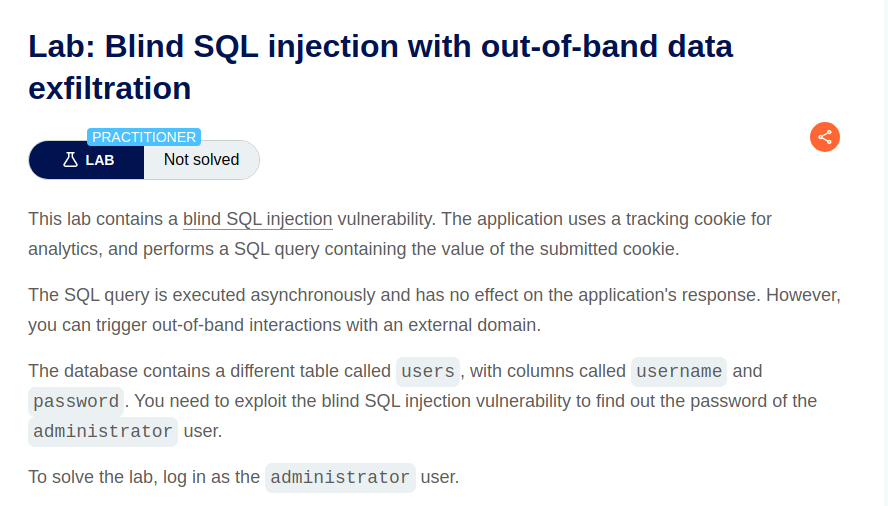 Lab: Blind SQL injection with out-of-band data
exfiltration
PRACTITIONER
LAB
Not solved
This lab contains a blind SQL injection vulnerability. The application uses a tracking cookie for
analytics, and performs a SQL query containing the value of the submitted cookie.
The SQL query is executed asynchronously and has no effect on the application's response. However,
you can trigger out-of-band interactions with an external domain.
The database contains a different table called users, with columns called username and
password. You need to exploit the blind SQL injection vulnerability to find out the password of the
administrator user.
To solve the lab, log in as the administrator user.